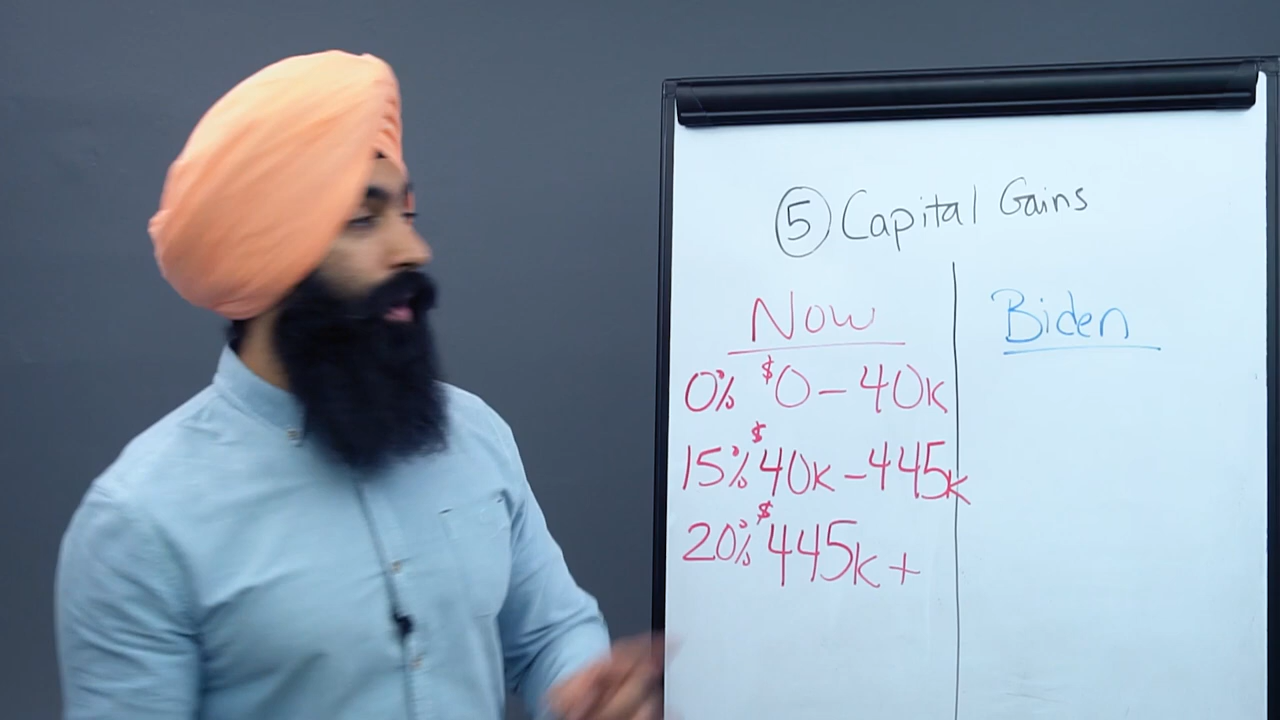 ⑤ Capital Gains
Now
Biden
0% $0 - 40k
15% $40k - 445k
20% $445k +